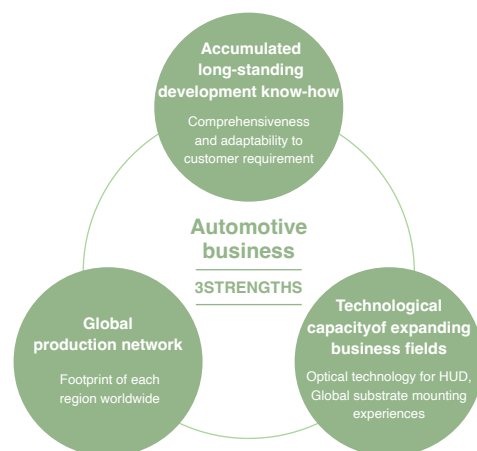 Accumulated
long-standing
development know-how
Comprehensiveness
and adaptability to
customer requirement
Automotive
business
3STRENGTHS
Global
production network
Footprint of each
region worldwide
Technological
capacityof expanding
business fields
Optical technology for HUD,
Global substrate mounting
experiences